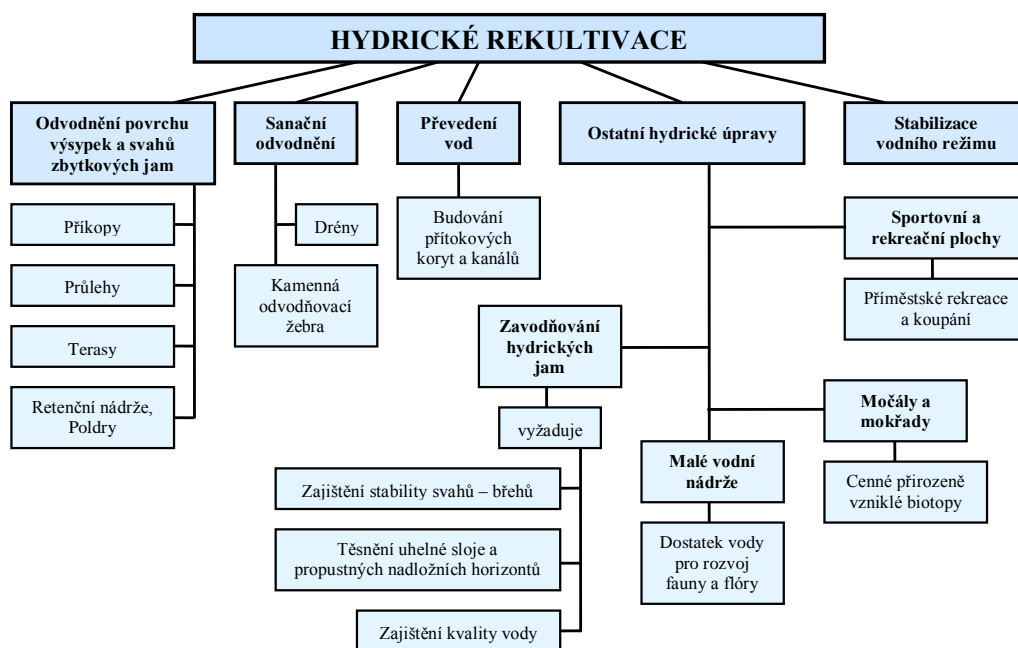 HYDRICKÉ REKULTIVACE
Odvodnění povrchu
výsypek a svahů
zbytkových jam
Sanační
odvodnění
Převedení
vod
Ostatní hydrické úpravy
Stabilizace
vodního režimu
Příkopy
Průlehy
Terasy
Retenční nádrže,
Poldry
Drény
Kamenná
odvodňovací
žebra
Budování
přítokových
koryt a kanálů
Sportovní a
rekreační plochy
Příměstské rekreace
a koupání
Zavodňování
hydrických
jam
vyžaduje
Zajištění stability svahů – břehů
Těsnění uhelné sloje a
propustných nadložních horizontů
Zajištění kvality vody
Malé vodní
nádrže
Dostatek vody
pro rozvoj
fauny a flóry
Močály a
mokřady
Cenné přirozeně
vzniklé biotopy